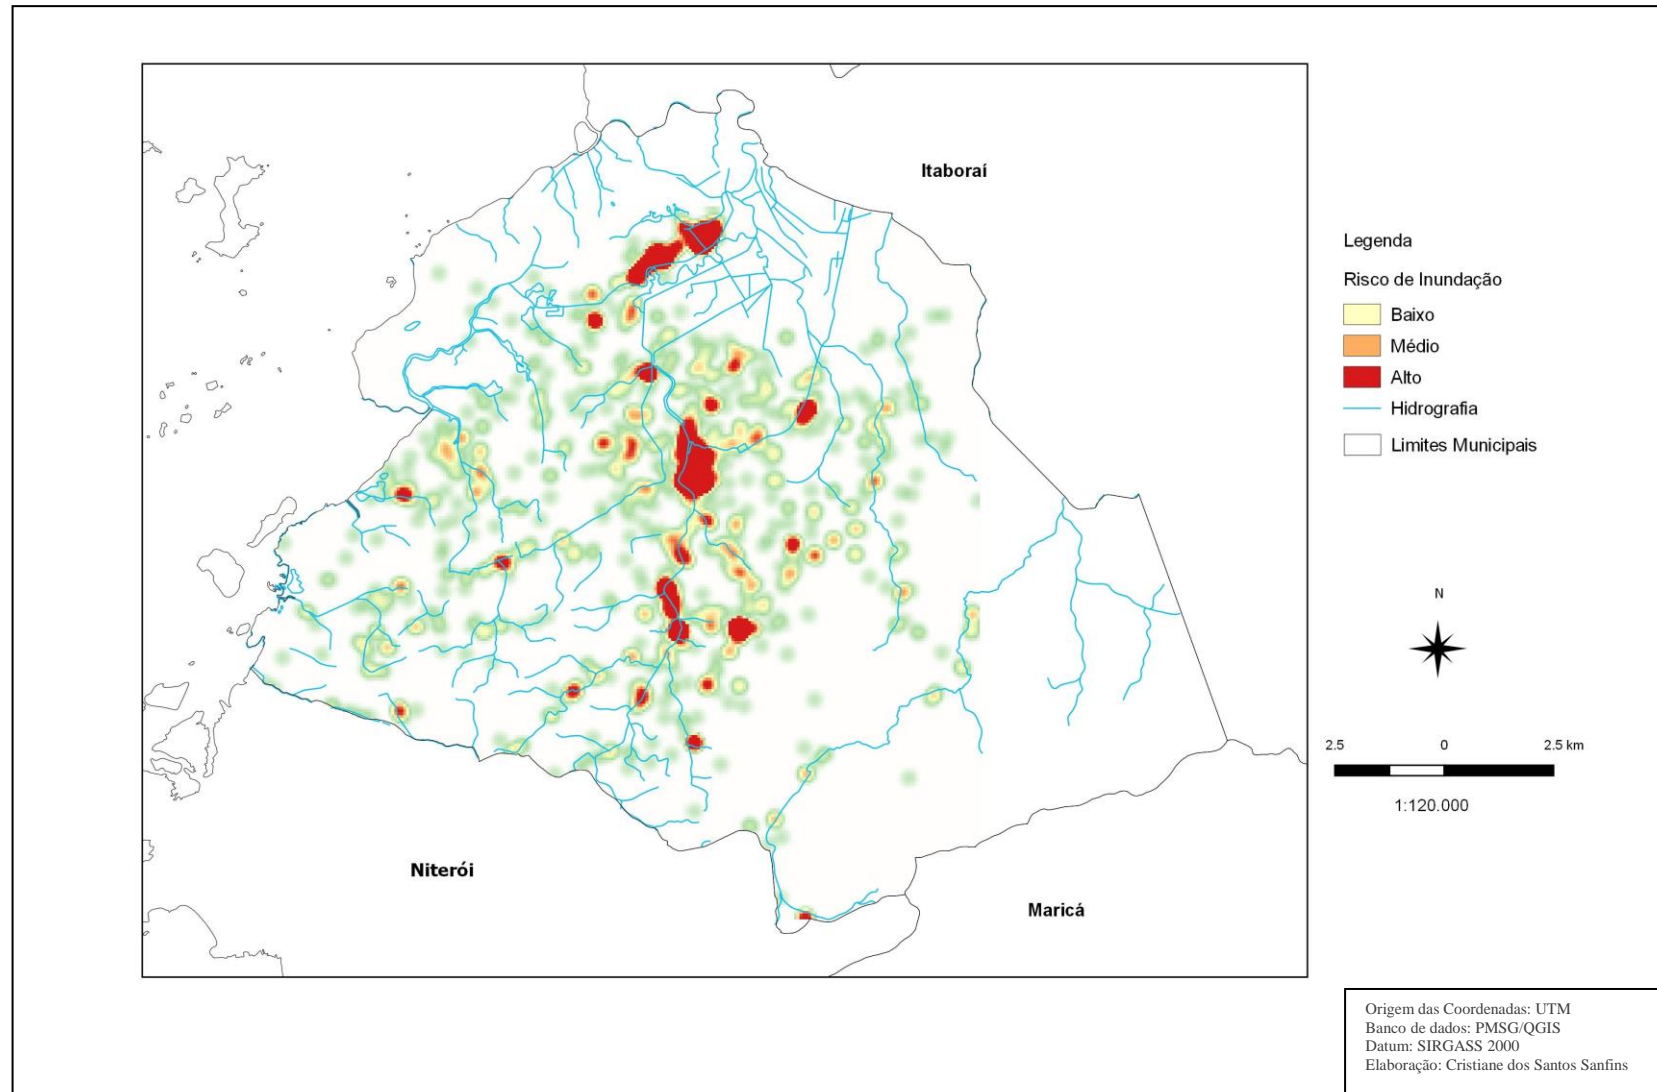 Itaboraí
Niterói
Maricá
Legenda
Risco de Inundação
Baixo
Médio
Alto
Hidrografia
Limites Municipais
N
2.5 0 2.5 km
1:120.000
Origem das Coordenadas: UTM
Banco de dados: PMSG/QGIS
Datum: SIRGASS 2000
Elaboração: Cristiane dos Santos Sanfins